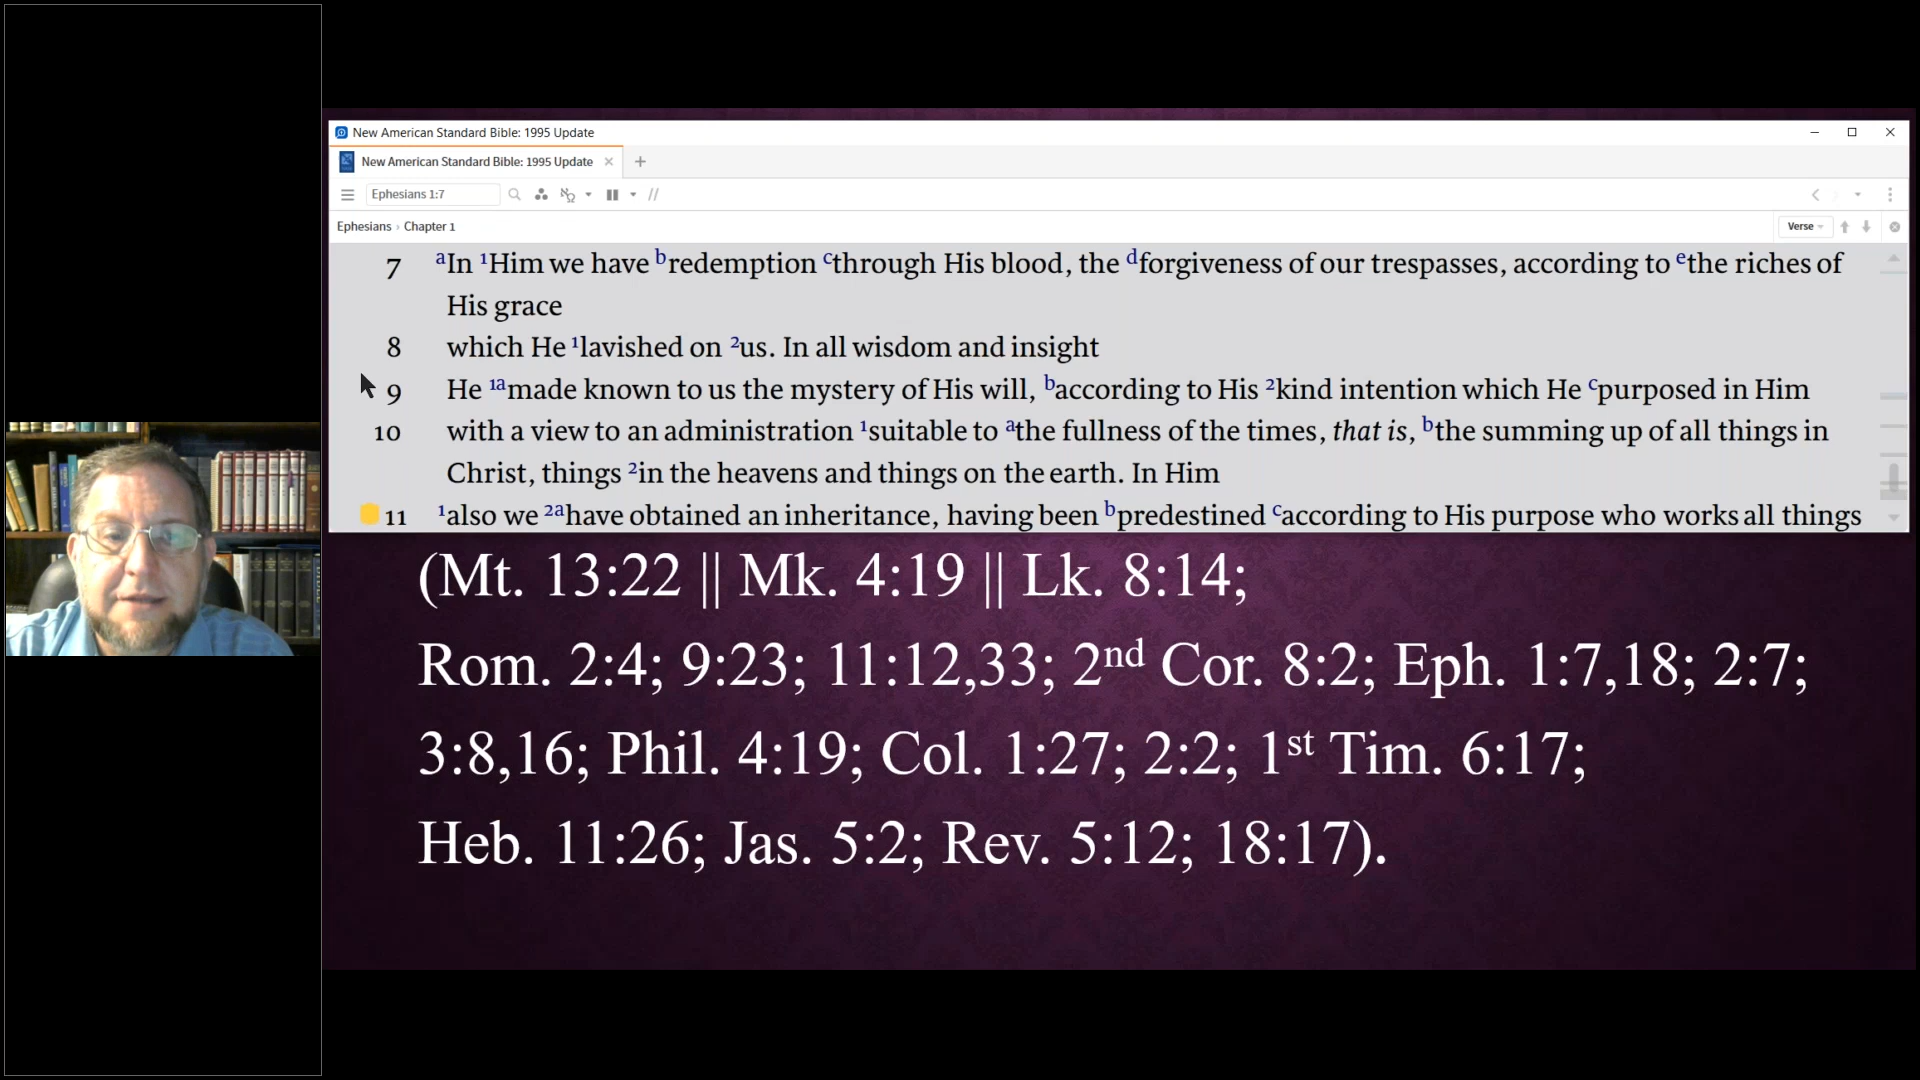 New American Standard Bible: 1995 Update
New American Standard Bible: 1995 Update
Ephesians 1:7
Ephesians › Chapter 1
Verse
7 aIn 1Him we have bredemption cthrough His blood, the dforgiveness of our trespasses, according to ethe riches of
His grace
8 which He 1lavished on 2us. In all wisdom and insight
9 He 1amade known to us the mystery of His will, baccording to His 2kind intention which He cpurposed in Him
10 with a view to an administration 1suitable to athe fullness of the times, that is, bthe summing up of all things in
Christ, things 2in the heavens and things on the earth. In Him
11 1also we 2ahave obtained an inheritance, having been bpredestined caccording to His purpose who works all things
(Mt. 13:22 || Mk. 4:19 || Lk. 8:14;
Rom. 2:4; 9:23; 11:12,33; 2nd Cor. 8:2; Eph. 1:7,18; 2:7;
3:8,16; Phil. 4:19; Col. 1:27; 2:2; 1st Tim. 6:17;
Heb. 11:26; Jas. 5:2; Rev. 5:12; 18:17).